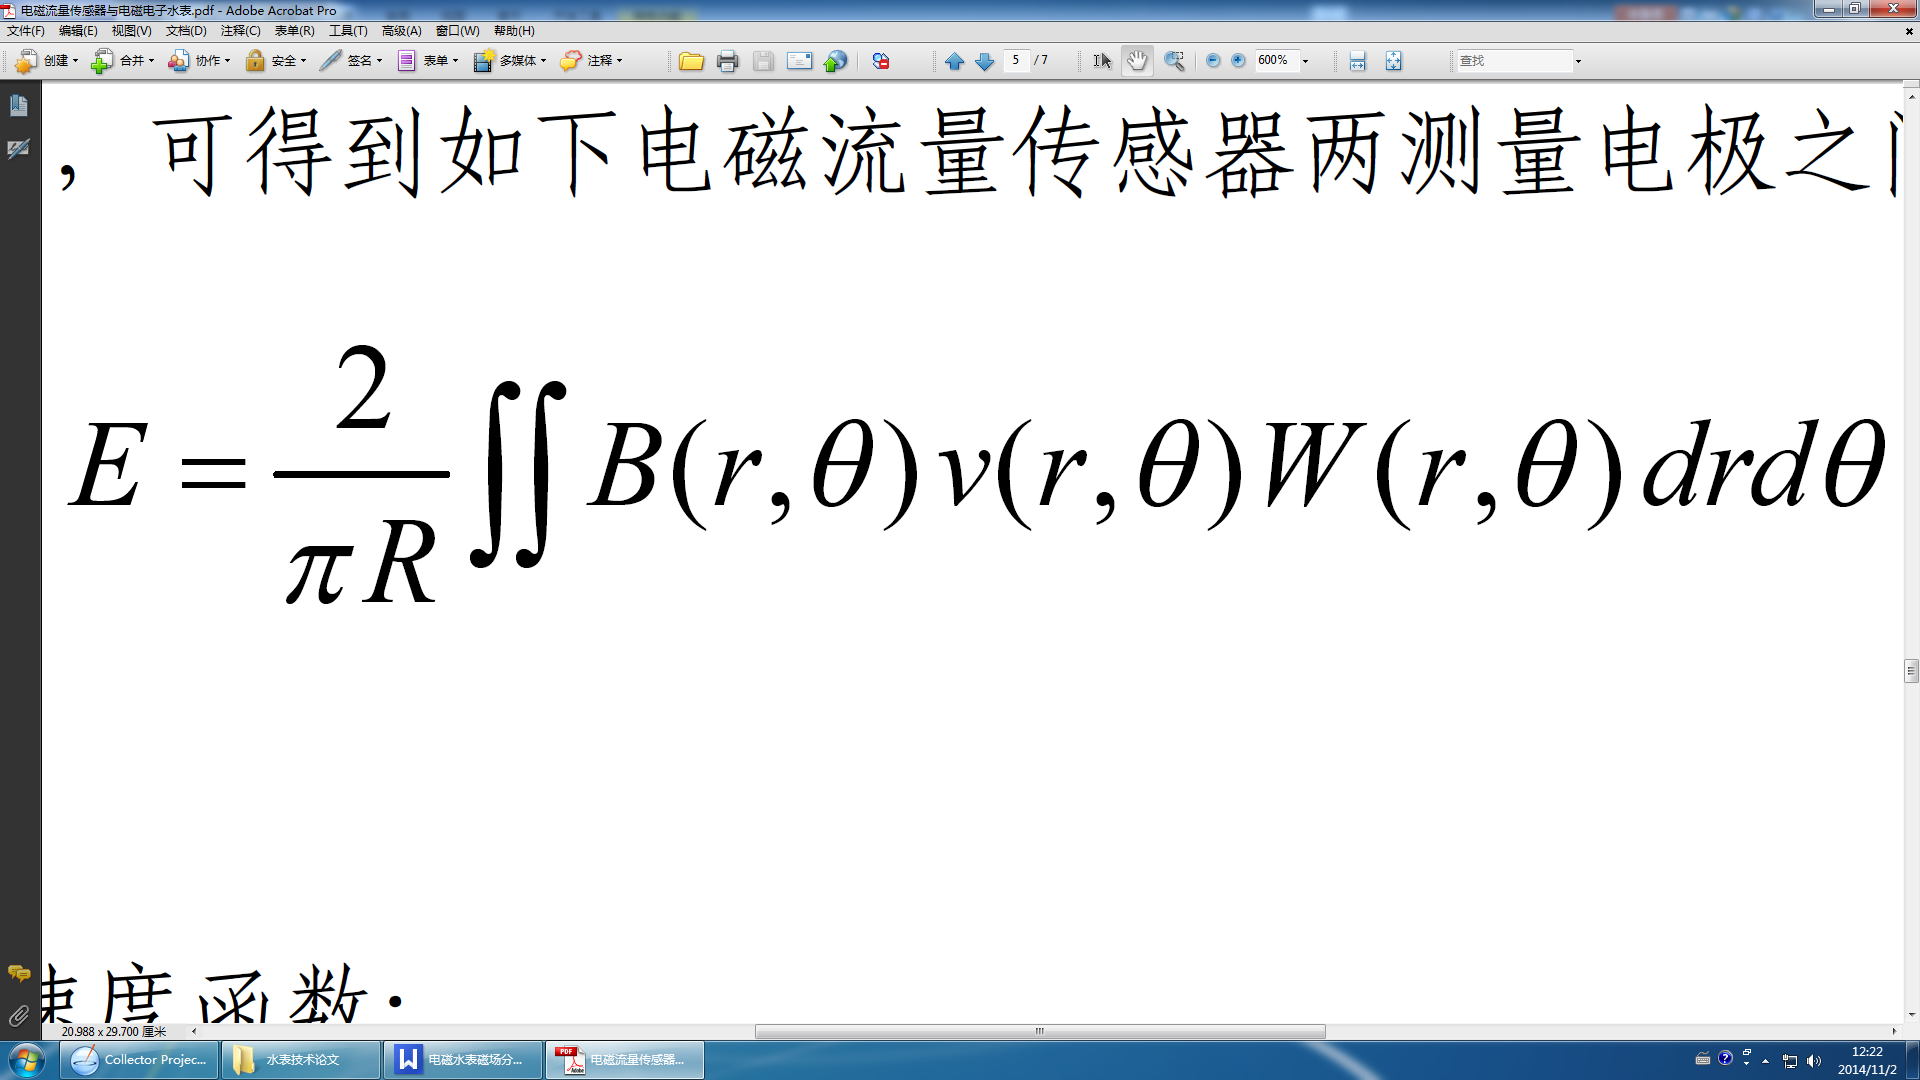 电磁流量传感器与电磁电子水表.pdf - Adobe Acrobat Pro
文件(F) 编辑(E) 视图(V) 文档(D) 注释(C) 表单(R) 工具(T) 高级(A) 窗口(W) 帮助(H)
创建 合并 协作 安全 签名 表单 多媒体 注释 5 / 7 600% 查找
，可得到如下电磁流量传感器两测量电极之
E = \frac{2}{πR} ∬ B(r,θ)v(r,θ)W(r,θ)drdθ
速度函数；
20.988 x 29.700 厘米
Collector Projec... 水表技术论文 电磁水表磁场分... 电磁流量传感器...
12:22
2014/11/2